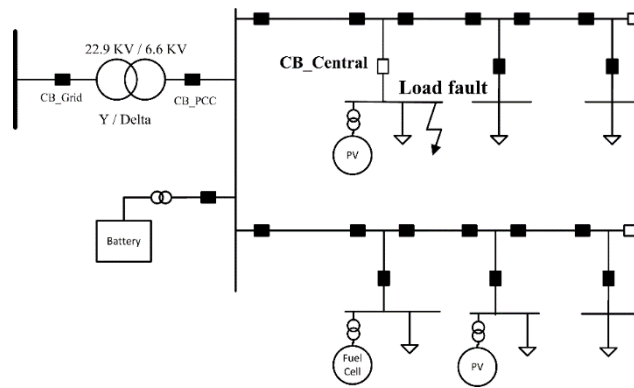 22.9 KV / 6.6 KV
CB_Grid
CB_PCC
Y / Delta
CB_Central
Load fault
PV
Battery
Fuel
Cell
PV